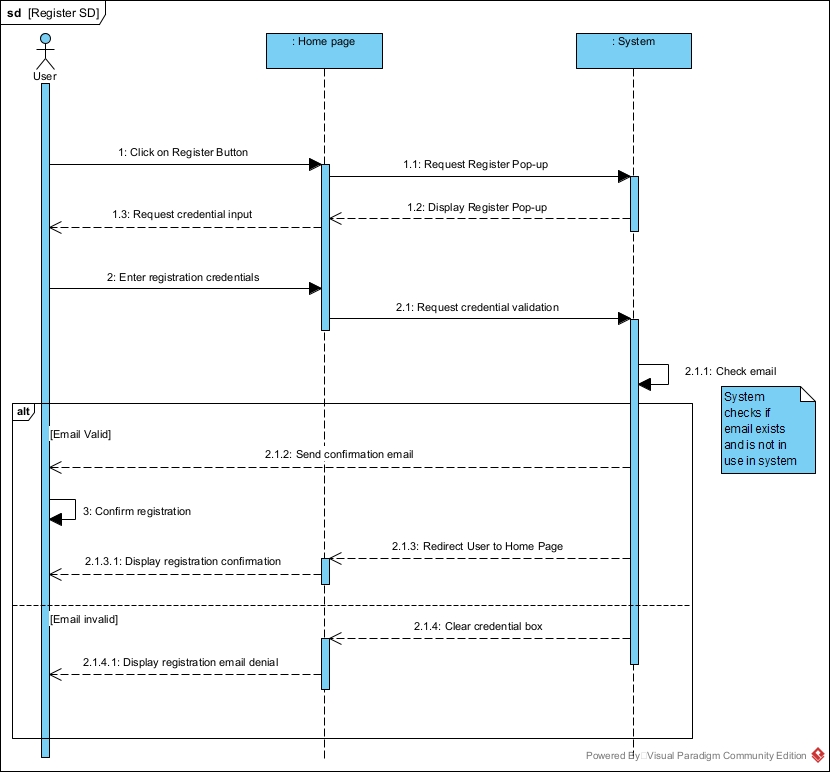 sd [Register SD]
User
: Home page
: System
1: Click on Register Button
1.1: Request Register Pop-up
1.2: Display Register Pop-up
1.3: Request credential input
2: Enter registration credentials
2.1: Request credential validation
2.1.1: Check email
System
checks if
email exists
and is not in
use in system
alt
[Email Valid]
2.1.2: Send confirmation email
3: Confirm registration
2.1.3: Redirect User to Home Page
2.1.3.1: Display registration confirmation
[Email invalid]
2.1.4: Clear credential box
2.1.4.1: Display registration email denial
Powered By Visual Paradigm Community Edition